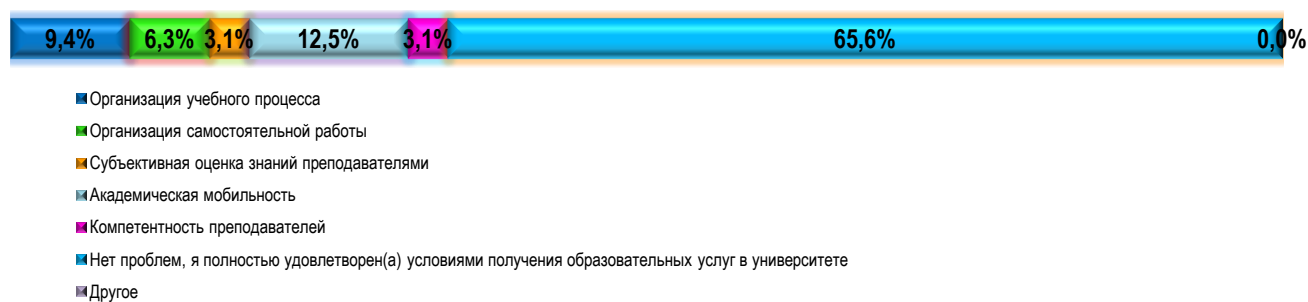 9,4% 6,3% 3,1% 12,5% 3,1% 65,6% 0,0%
Организация учебного процесса
Организация самостоятельной работы
Субъективная оценка знаний преподавателями
Академическая мобильность
Компетентность преподавателей
Нет проблем, я полностью удовлетворен(а) условиями получения образовательных услуг в университете
Другое